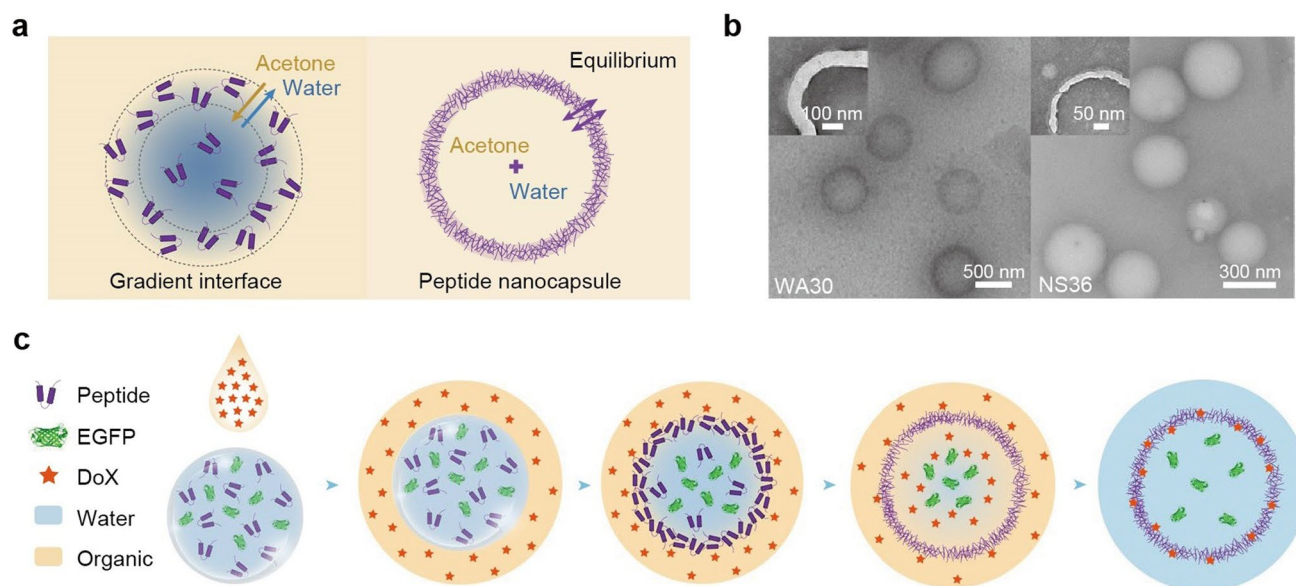 a
Acetone
Water
Gradient interface
Equilibrium
Acetone
+
Water
Peptide nanocapsule
b
100 nm
500 nm
WA30
50 nm
300 nm
NS36
c
Peptide
EGFP
DoX
Water
Organic